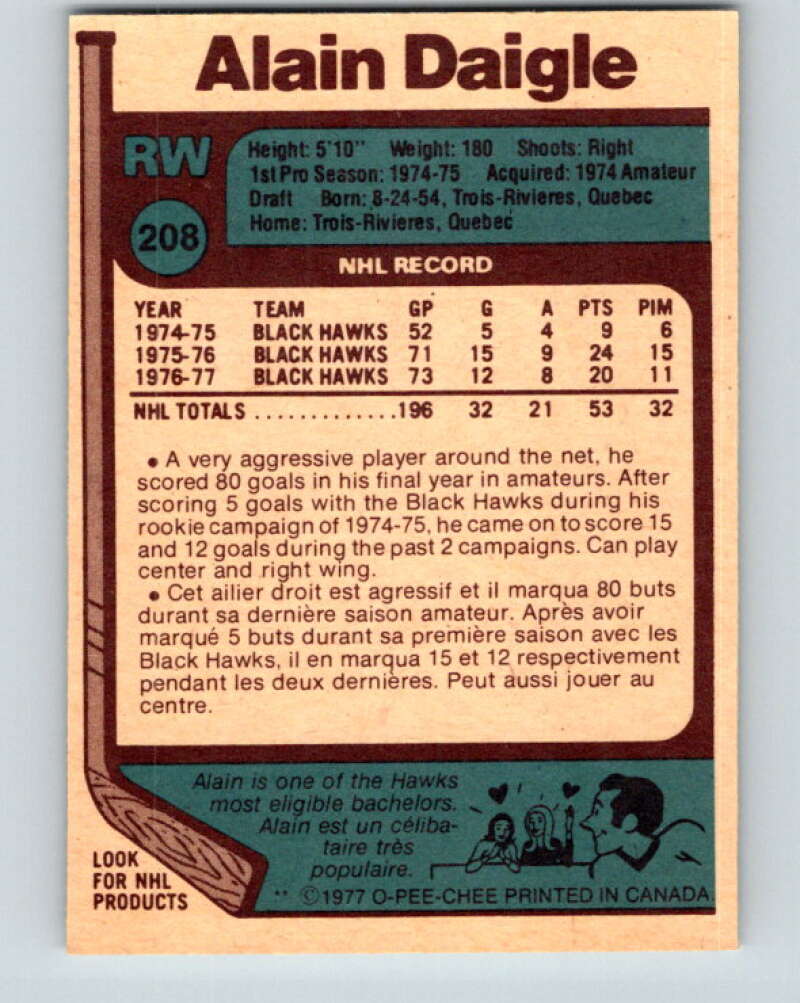 Alain Daigle
RW
Height: 5'10" Weight: 180 Shoots: Right
1st Pro Season: 1974-75 Acquired: 1974 Amateur
Draft Born: 8-24-54, Trois-Rivieres, Quebec
Home: Trois-Rivieres, Quebec
208
NHL RECORD
YEAR TEAM GP G A PTS PIM
1974-75 BLACK HAWKS 52 5 4 9 6
1975-76 BLACK HAWKS 71 15 9 24 15
1976-77 BLACK HAWKS 73 12 8 20 11
NHL TOTALS .............196 32 21 53 32
• A very aggressive player around the net, he
scored 80 goals in his final year in amateurs. After
scoring 5 goals with the Black Hawks during his
rookie campaign of 1974-75, he came on to score 15
and 12 goals during the past 2 campaigns. Can play
center and right wing.
• Cet ailier droit est agressif et il marqua 80 buts
durant sa dernière saison amateur. Après avoir
marqué 5 buts durant sa première saison avec les
Black Hawks, il en marqua 15 et 12 respectivement
pendant les deux dernières. Peut aussi jouer au
centre.
Alain is one of the Hawks
most eligible bachelors.
Alain est un céliba-
taire très
populaire.
LOOK
FOR NHL
PRODUCTS
** ©1977 O-PEE-CHEE PRINTED IN CANADA.